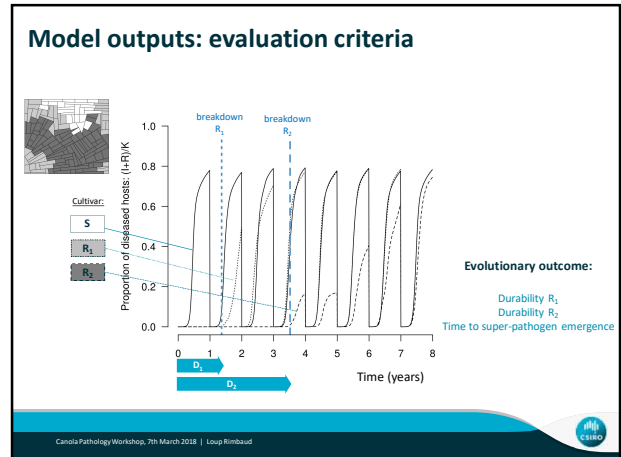 Model outputs: evaluation criteria
breakdown
R1
breakdown
R2
Cultivar:
S
R1
R2
Proportion of diseased hosts: (I+R)/K
1.0
0.8
0.6
0.4
0.2
0.0
0 1 2 3 4 5 6 7 8
Time (years)
D1
D2
Evolutionary outcome:
Durability R1
Durability R2
Time to super-pathogen emergence
Canola Pathology Workshop, 7th March 2018 | Loup Rimbaud
CSIRO